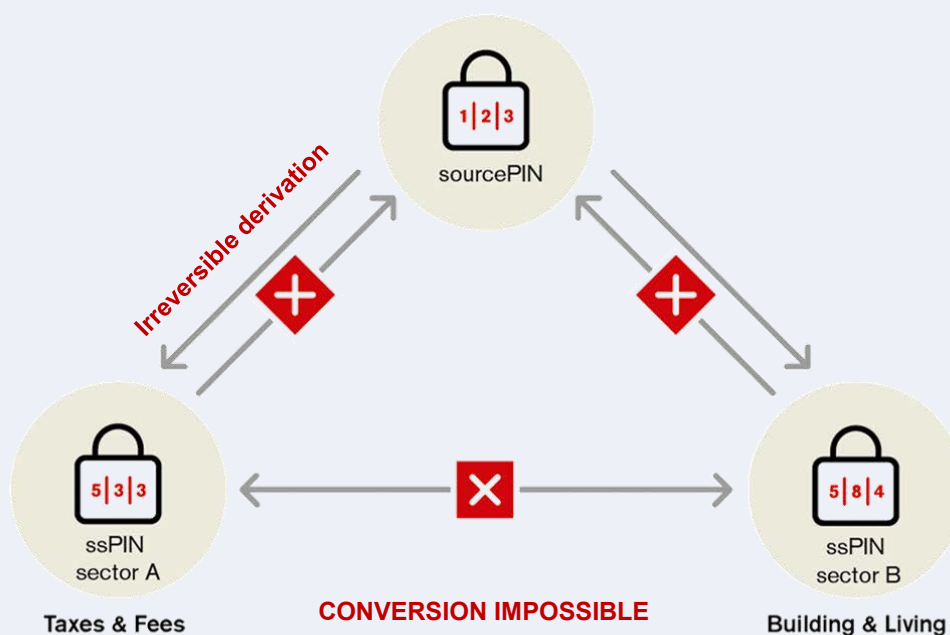 1|2|3
sourcePIN
Irreversible derivation
5|3|3
ssPIN
sector A
Taxes & Fees
CONVERSION IMPOSSIBLE
5|8|4
ssPIN
sector B
Building & Living